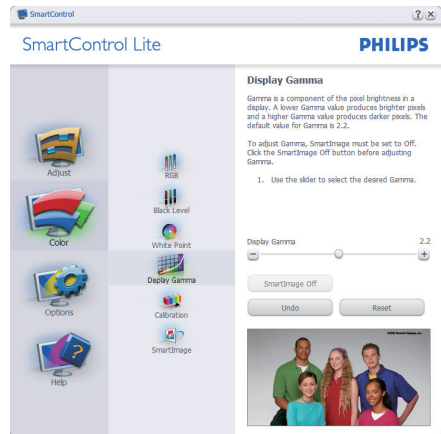 SmartControl
SmartControl Lite
PHILIPS
Adjust
Color
Options
Help
RGB
Black Level
White Point
Display Gamma
Calibration
SmartImage
Display Gamma
Gamma is a component of the pixel brightness in a
display. A lower Gamma value produces brighter pixels
and a higher Gamma value produces darker pixels. The
default value for Gamma is 2.2.
To adjust Gamma, SmartImage must be set to Off.
Click the SmartImage Off button before adjusting
Gamma.
1. Use the slider to select the desired Gamma.
Display Gamma 2.2
SmartImage Off
Undo Reset